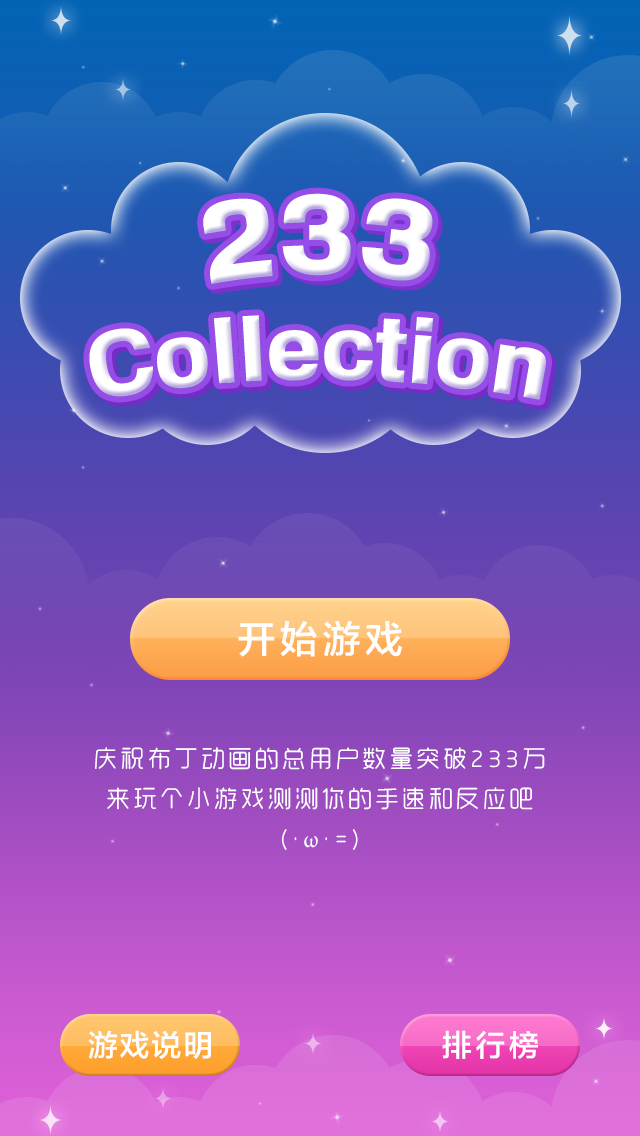 233
Collection
开始游戏
庆祝布丁动画的总用户数量突破233万
来玩个小游戏测测你的手速和反应吧
(·ω·=)
游戏说明
排行榜